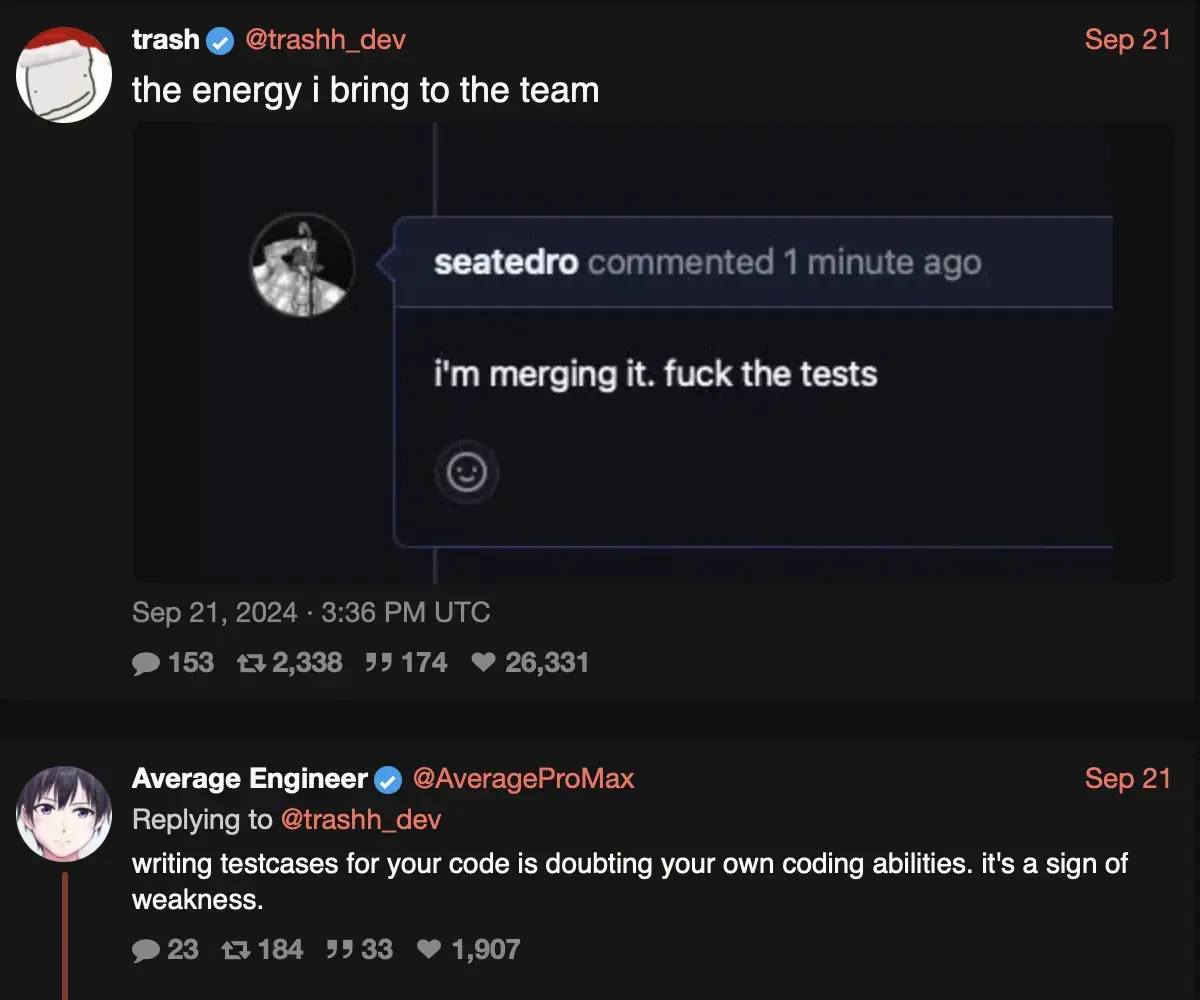 trash @trashh_dev Sep 21
the energy i bring to the team
seatedro commented 1 minute ago
i'm merging it. fuck the tests
Sep 21, 2024 · 3:36 PM UTC
153 2,338 174 26,331
Average Engineer @AverageProMax Sep 21
Replying to @trashh_dev
writing testcases for your code is doubting your own coding abilities. it's a sign of
weakness.
23 184 33 1,907